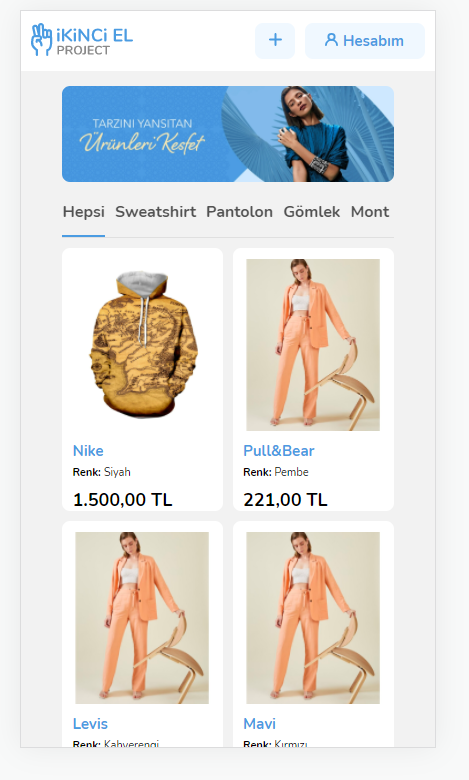 iKiNCi EL
PROJECT
+ Hesabım
TARZINI YANSITAN
Ürünleri Keşfet
Hepsi Sweatshirt Pantolon Gömlek Mont
Nike
Renk: Siyah
1.500,00 TL
Pull&Bear
Renk: Pembe
221,00 TL
Levis
Renk: Kahverengi
Mavi
Renk: Kırmızı